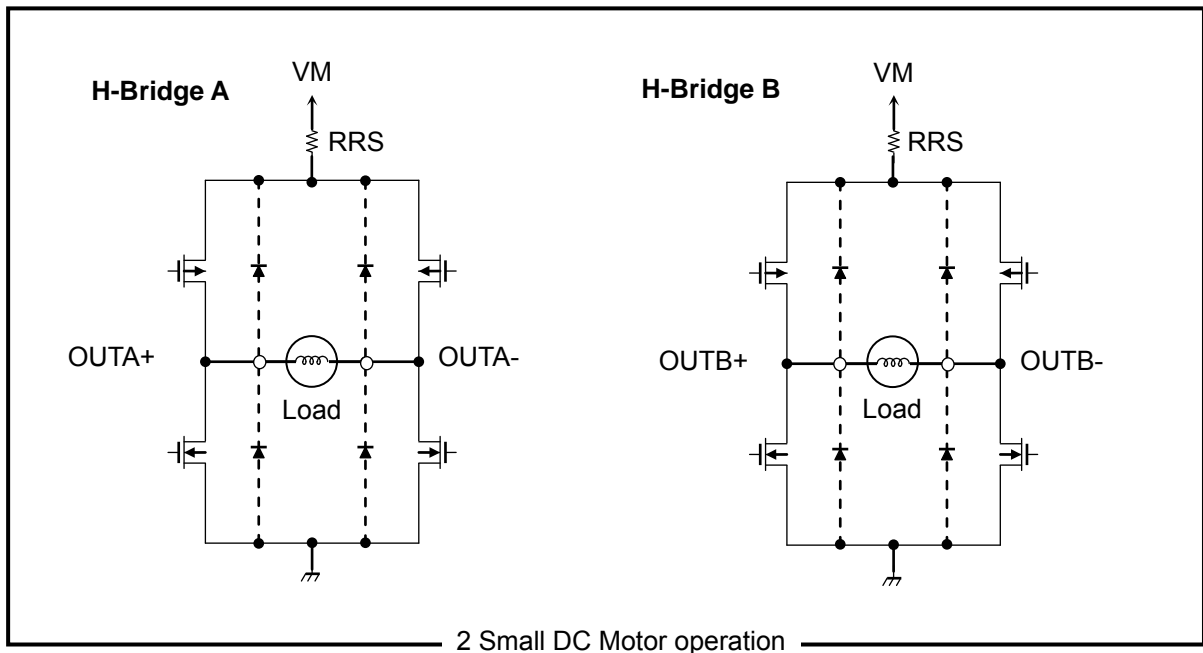 H-Bridge A
VM
RRS
OUTA+
OUTA-
Load
H-Bridge B
VM
RRS
OUTB+
OUTB-
Load
2 Small DC Motor operation